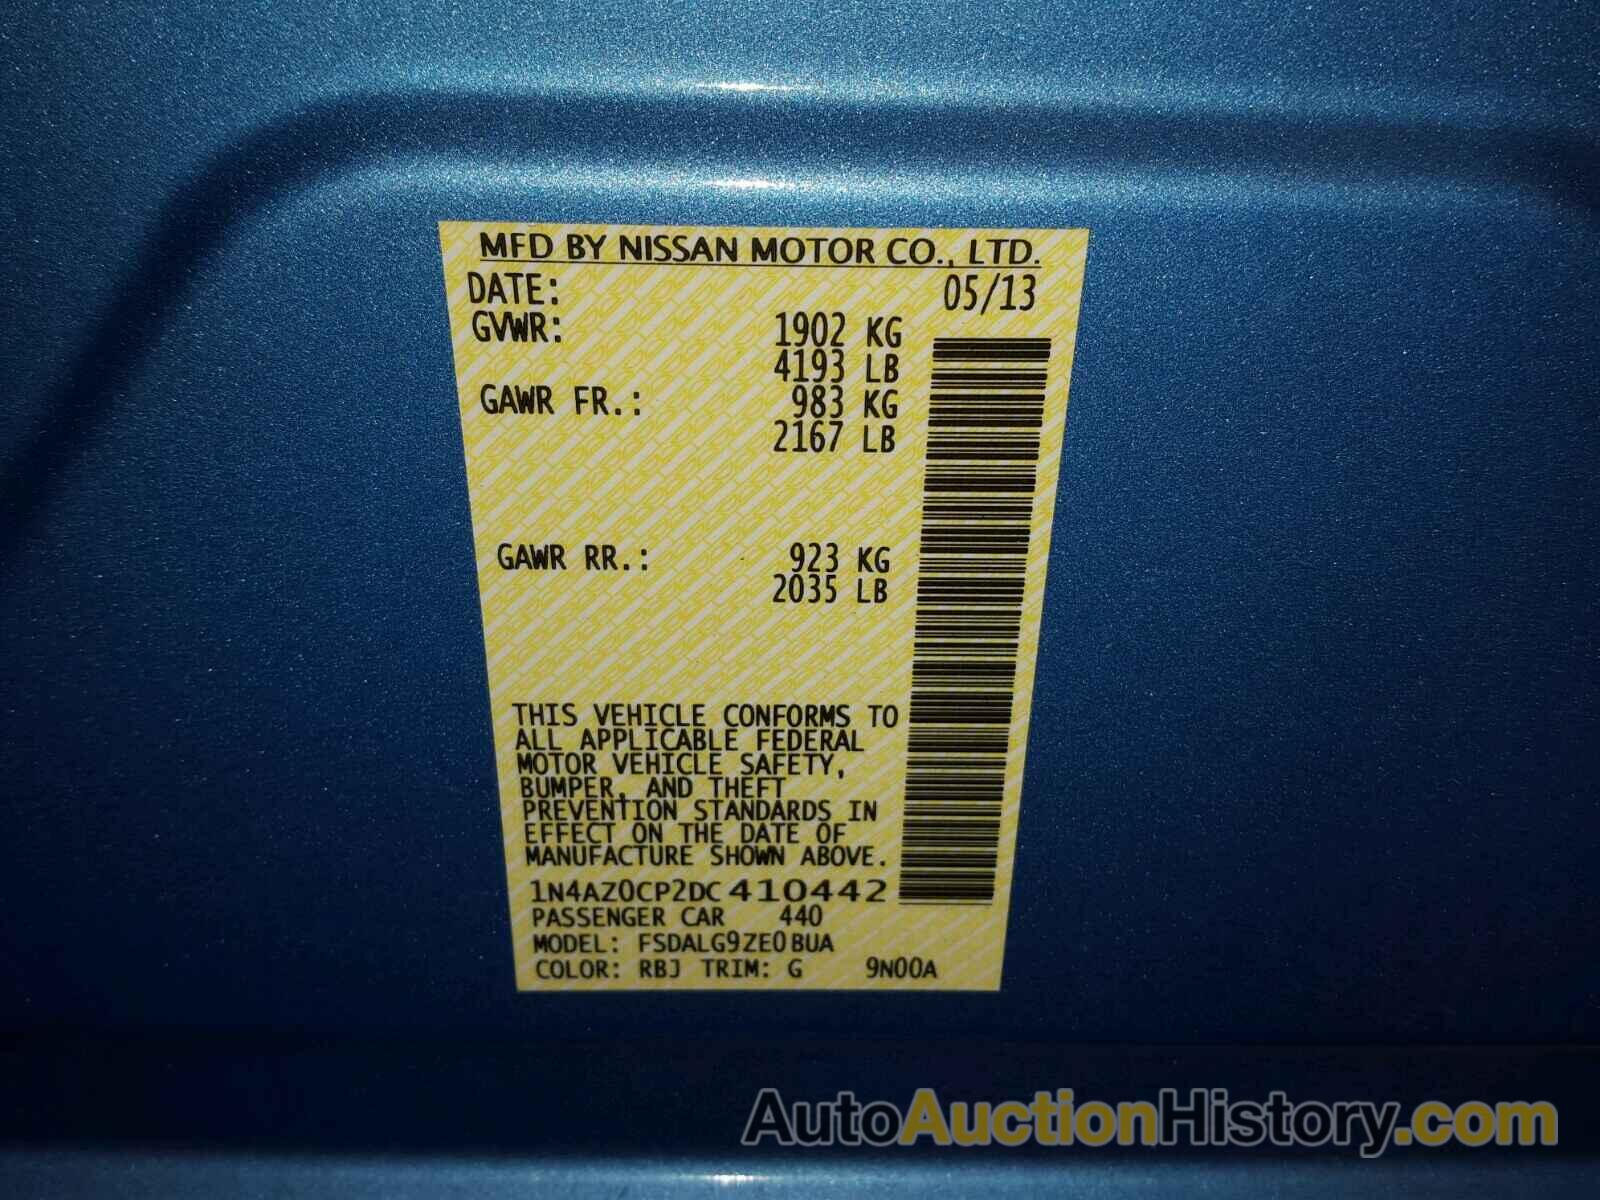 MFD BY NISSAN MOTOR CO., LTD.
DATE: 05/13
GVWR: 1902 KG
4193 LB
GAWR FR.: 983 KG
2167 LB
GAWR RR.: 923 KG
2035 LB
THIS VEHICLE CONFORMS TO
ALL APPLICABLE FEDERAL
MOTOR VEHICLE SAFETY,
BUMPER, AND THEFT
PREVENTION STANDARDS IN
EFFECT ON THE DATE OF
MANUFACTURE SHOWN ABOVE.
1N4AZ0CP2DC410442
PASSENGER CAR 440
MODEL: FSDALG9ZE0BUA
COLOR: RBJ TRIM: G 9N00A
AutoAuctionHistory.com